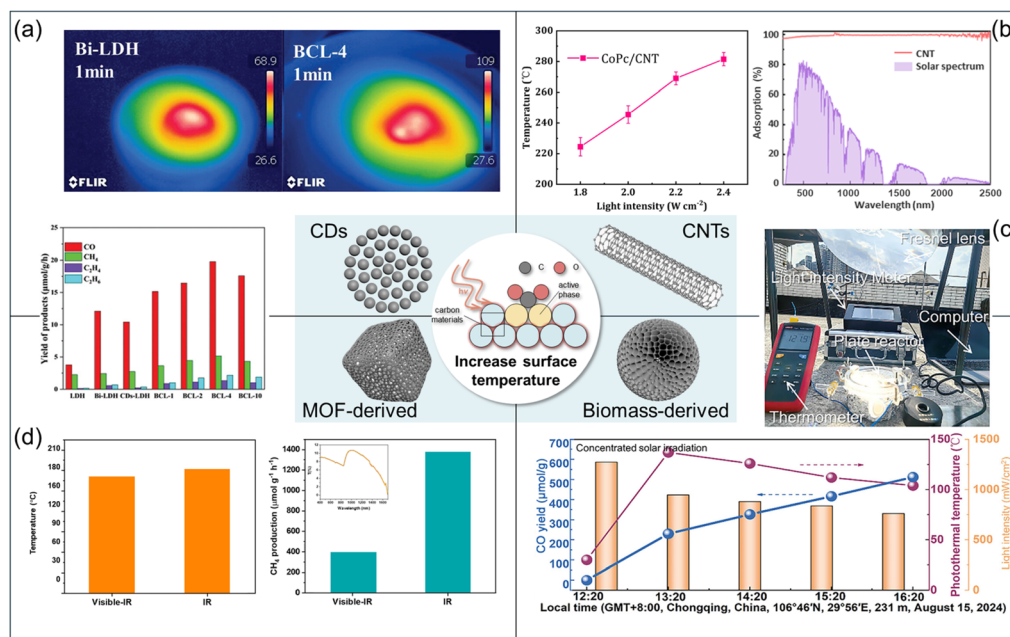 (a)
Bi-LDH
1min
68.9
26.6
FLIR
BCL-4
1min
109
27.6
FLIR
Yield of products (μmol/g/h)
20
15
10
5
0
CO
CH4
C2H4
C2H6
LDH Bi-LDH CDs-LDH BCL-1 BCL-2 BCL-4 BCL-10
(b)
Temperature (℃)
300
280
260
240
220
200
CoPc/CNT
1.8 2.0 2.2 2.4
Light intensity (W cm-2)
Adsorption (%)
100
80
60
40
20
0
CNT
Solar spectrum
500 1000 1500 2000 2500
Wavelength (nm)
CDs
CNTs
MOF-derived
Biomass-derived
C O
hv
carbon
materials
active
phase
Increase surface
temperature
(c)
Fresnel lens
Light Intensity Meter
Computer
Plate reactor
Thermometer
Concentrated solar irradiation
CO yield (μmol/g)
700
600
500
400
300
200
100
0
Photothermal temperature (℃)
150
100
50
0
Light intensity (mW/cm2)
1500
1000
500
0
12:20 13:20 14:20 15:20 16:20
Local time (GMT+8:00, Chongqing, China, 106°46′N, 29°56′E, 231 m, August 15, 2024)
(d)
Temperature (°C)
210
180
150
120
90
60
30
0
Visible-IR IR
CH4 production (μmol g-1 h-1)
1400
1200
1000
800
600
400
200
0
Wavelength (nm)
Visible-IR IR